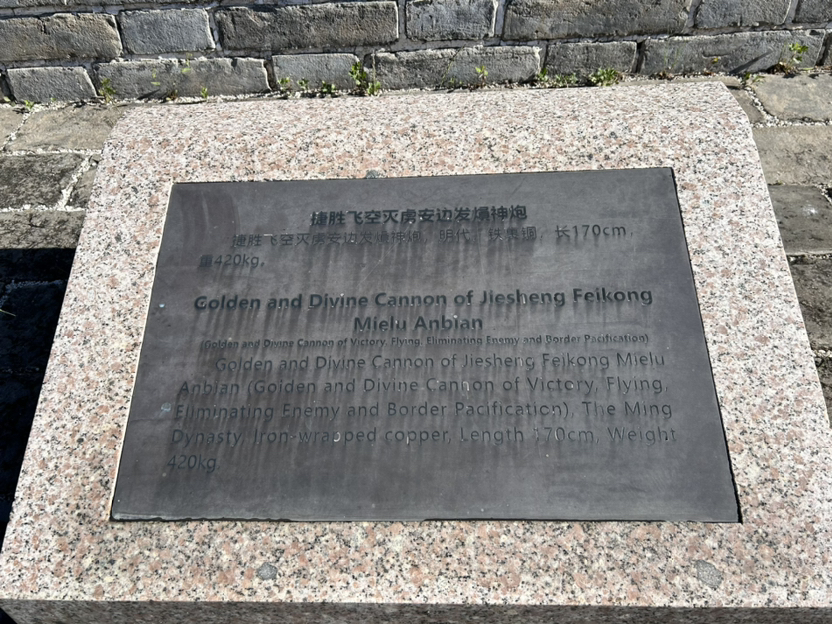 捷胜飞空灭虏安边发熕神炮
捷胜飞空灭虏安边发熕神炮，明代，铁裹铜，长170cm，
重420kg。
Golden and Divine Cannon of Jiesheng Feikong
Mielu Anbian
(Golden and Divine Cannon of Victory, Flying, Eliminating Enemy and Border Pacification)
Golden and Divine Cannon of Jiesheng Feikong Mielu
Anbian (Golden and Divine Cannon of Victory, Flying,
Eliminating Enemy and Border Pacification), The Ming
Dynasty, Iron-wrapped copper, Length 170cm, Weight
420kg.